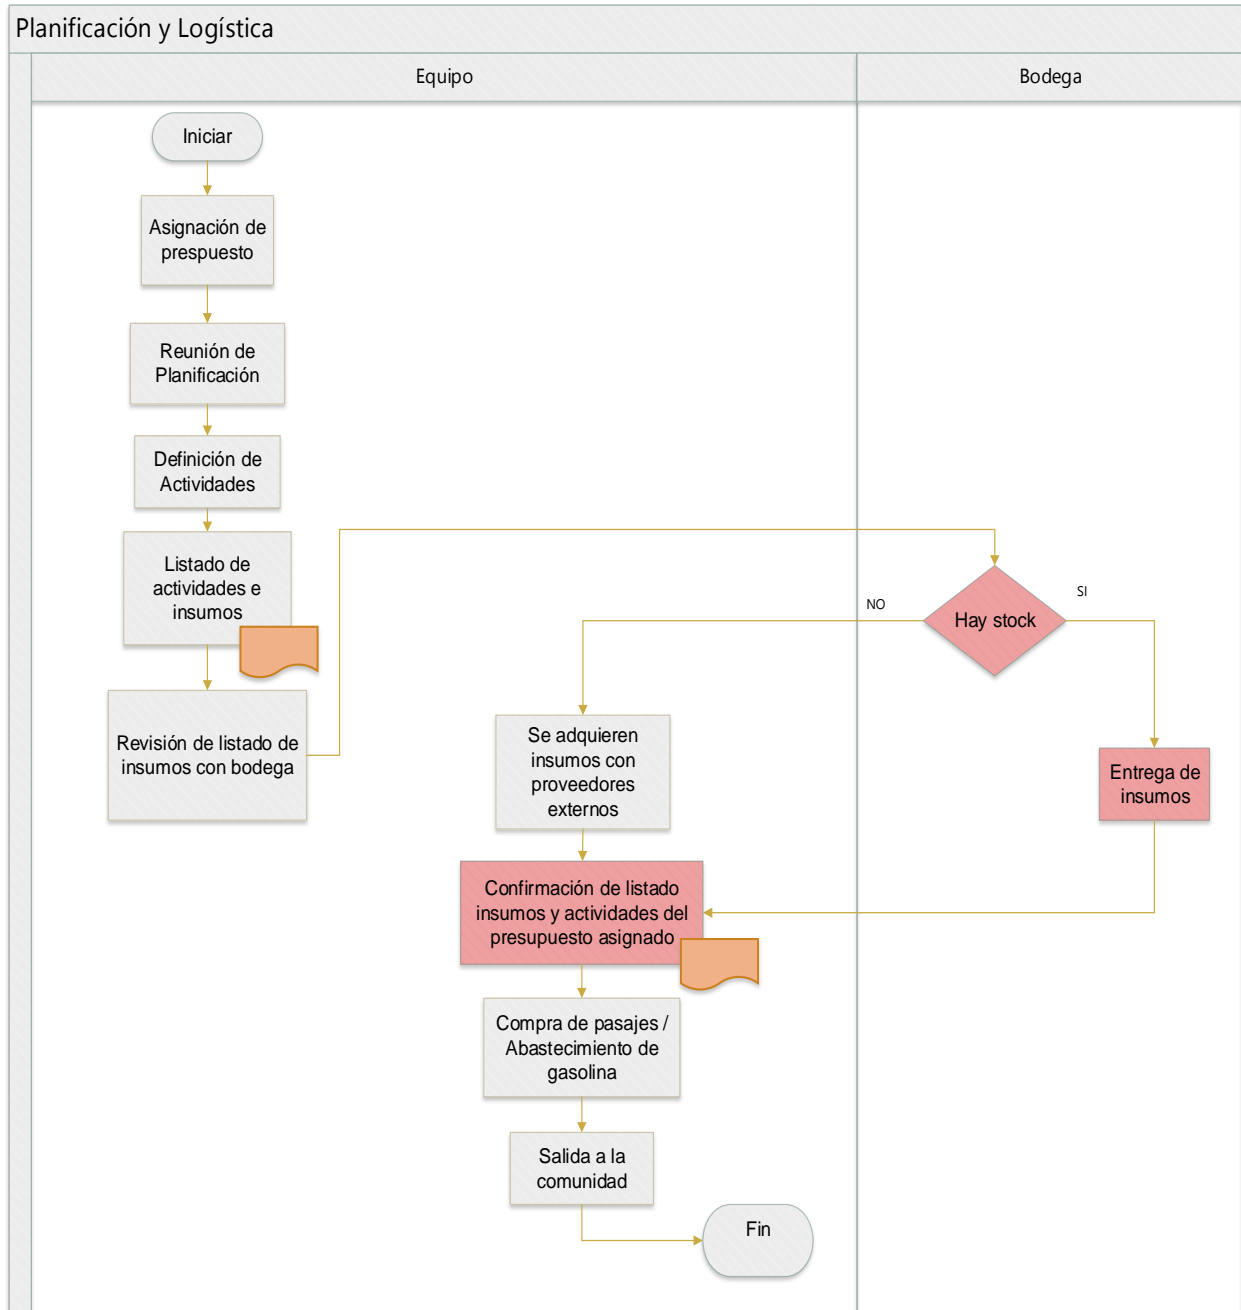 Planificación y Logística
Equipo
Bodega
Iniciar
Asignación de
prespuesto
Reunión de
Planificación
Definición de
Actividades
Listado de
actividades e
insumos
Revisión de listado de
insumos con bodega
Hay stock
NO
SI
Se adquieren
insumos con
proveedores
externos
Entrega de
insumos
Confirmación de listado
insumos y actividades del
presupuesto asignado
Compra de pasajes /
Abastecimiento de
gasolina
Salida a la
comunidad
Fin